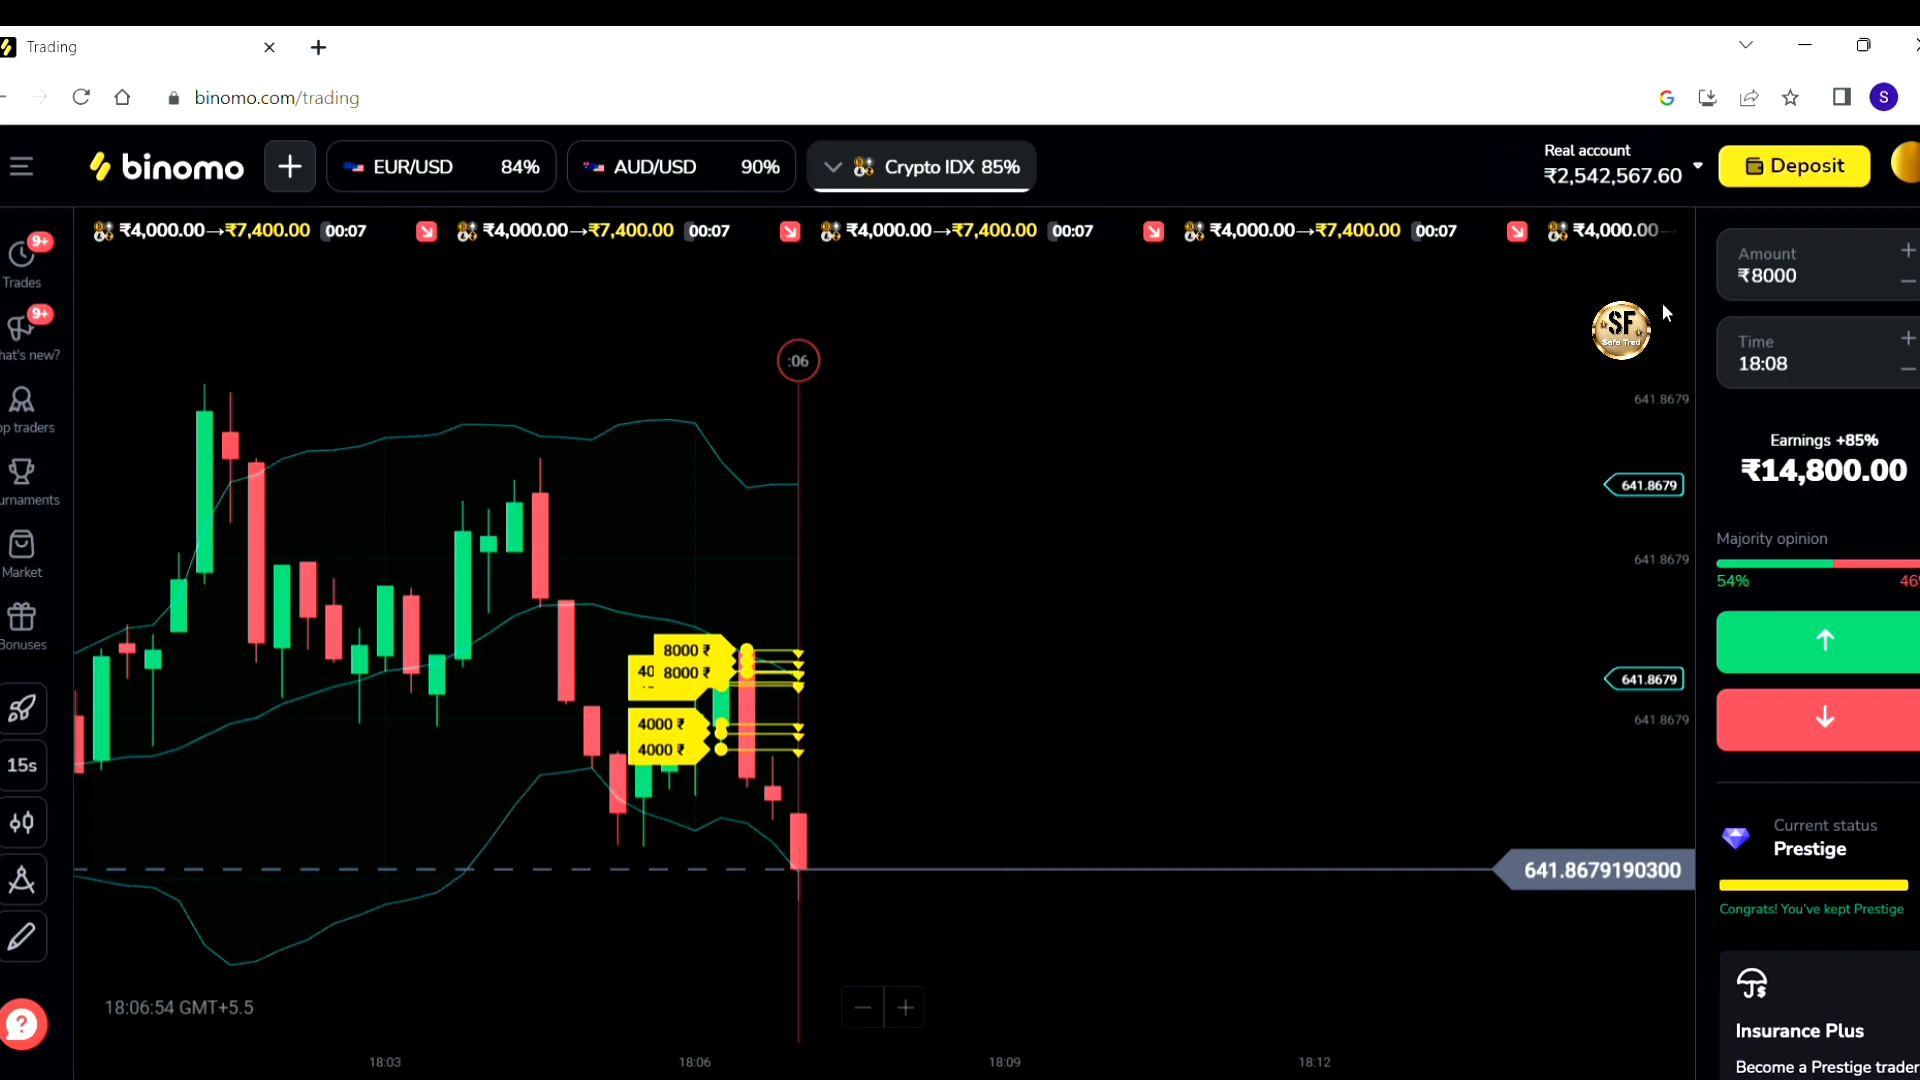 Trading
binomo.com/trading
S
binomo
EUR/USD 84%
AUD/USD 90%
Crypto IDX 85%
Real account
₹2,542,567.60
Deposit
₹4,000.00→₹7,400.00 00:07
₹4,000.00→₹7,400.00 00:07
₹4,000.00→₹7,400.00 00:07
₹4,000.00→₹7,400.00 00:07
₹4,000.00
9+
Trades
9+
hat's new?
op traders
urnaments
Market
Bonuses
15s
SF
Safe Trad
:06
8000 ₹
40 8000 ₹
4000 ₹
4000 ₹
641.8679
641.8679
641.8679
641.8679
641.8679
641.8679190300
Amount
₹8000
Time
18:08
Earnings +85%
₹14,800.00
Majority opinion
54% 46%
Current status
Prestige
Congrats! You've kept Prestige
Insurance Plus
Become a Prestige trader
18:06:54 GMT+5.5
18:03 18:06 18:09 18:12